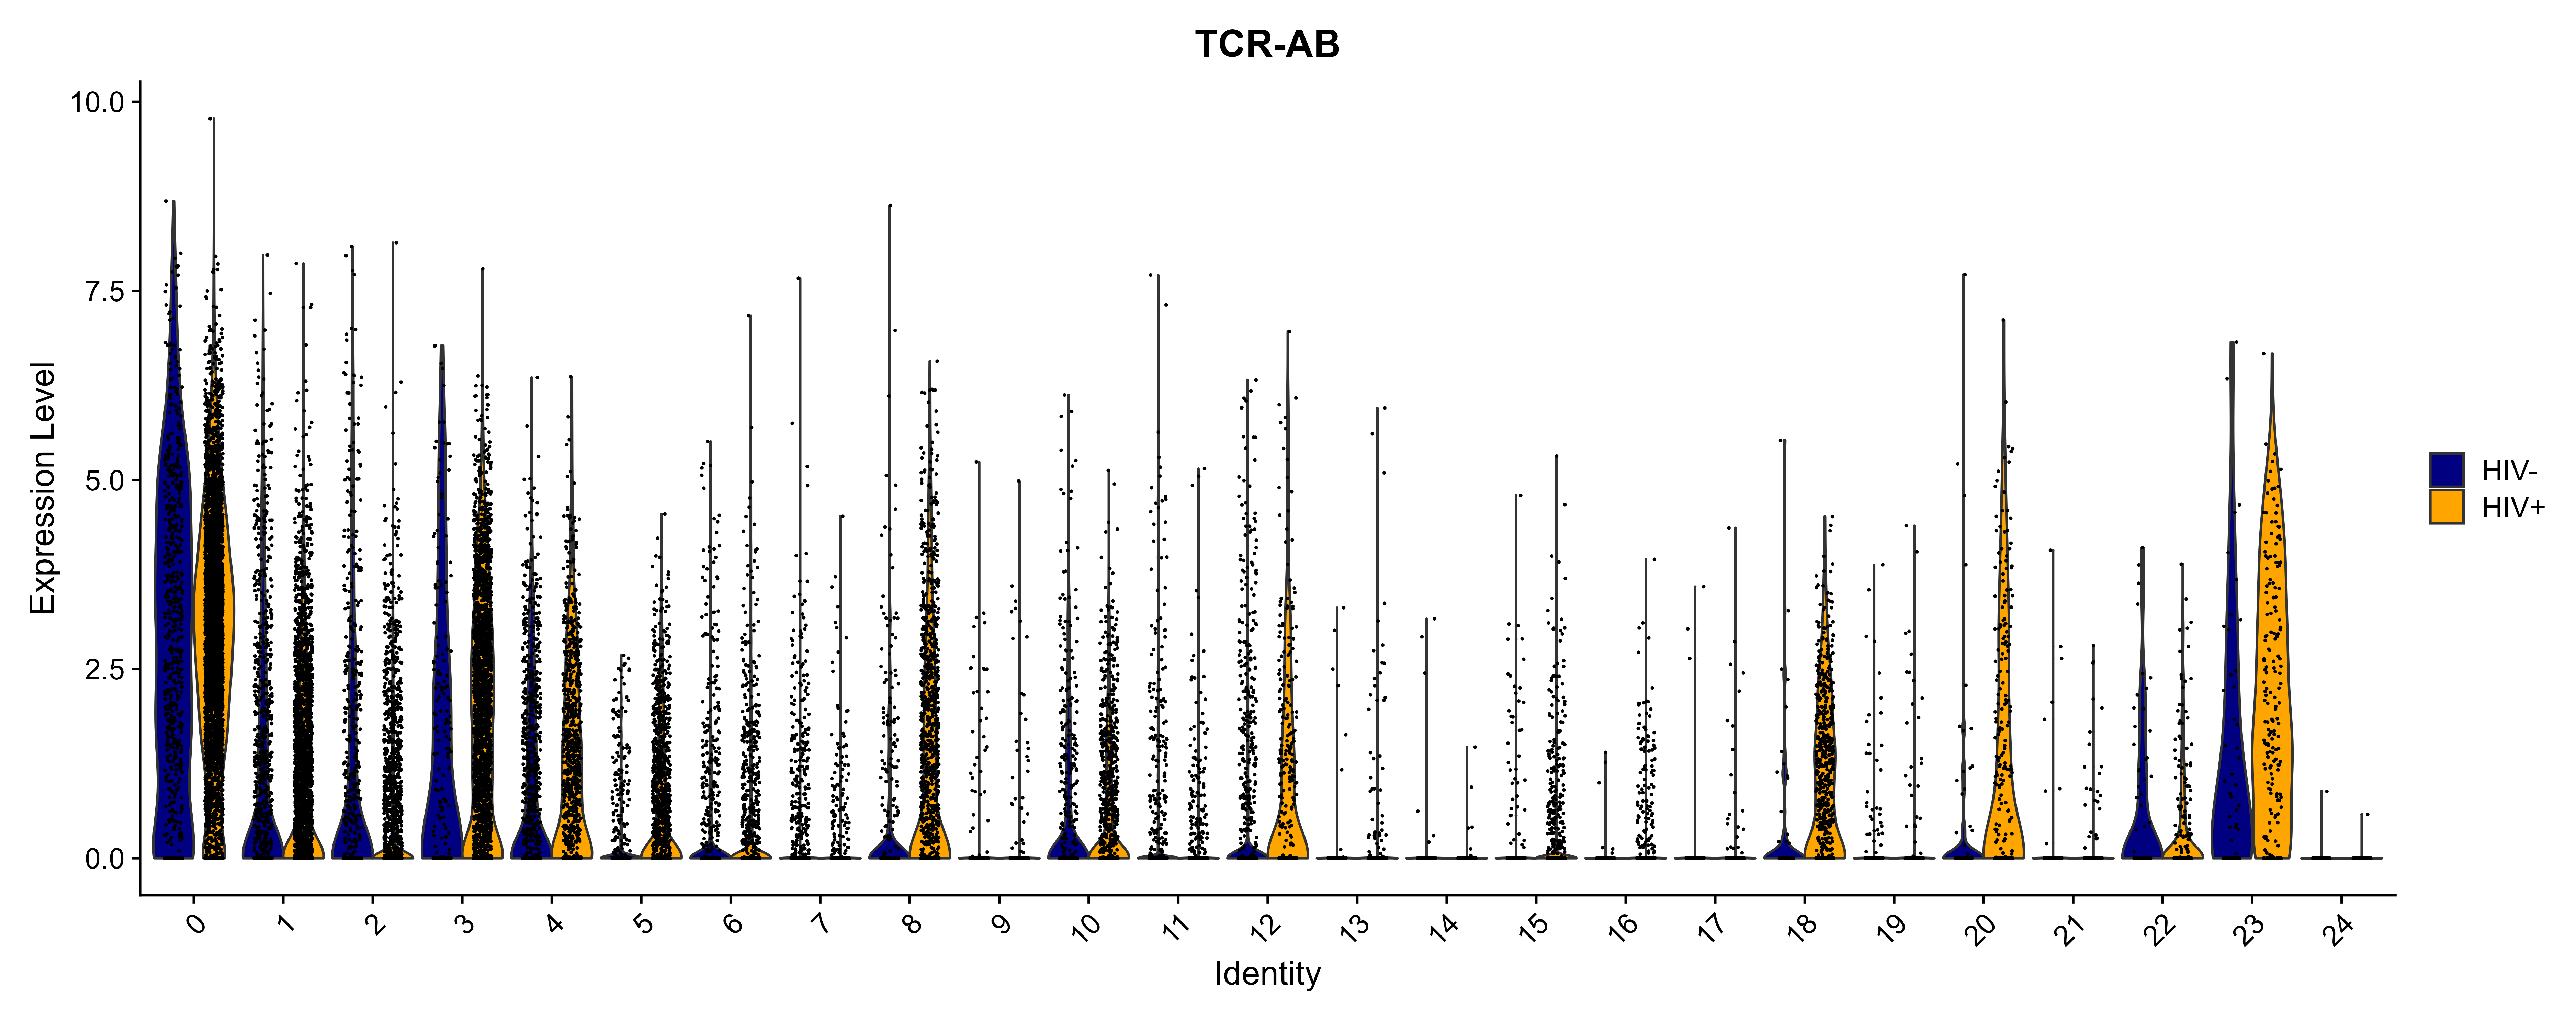 TCR-AB
Expression Level
10.0
7.5
5.0
2.5
0.0
0 1 2 3 4 5 6 7 8 9 10 11 12 13 14 15 16 17 18 19 20 21 22 23 24
Identity
HIV-
HIV+